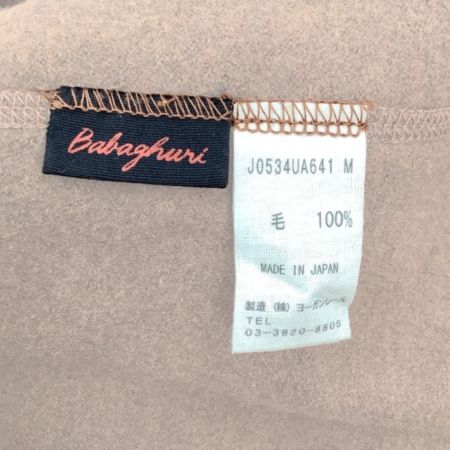 Babaghuri
J0534UA641 M
毛 100%
MADE IN JAPAN
製造 (株) ヨーガンレール
TEL
03-3820-8805